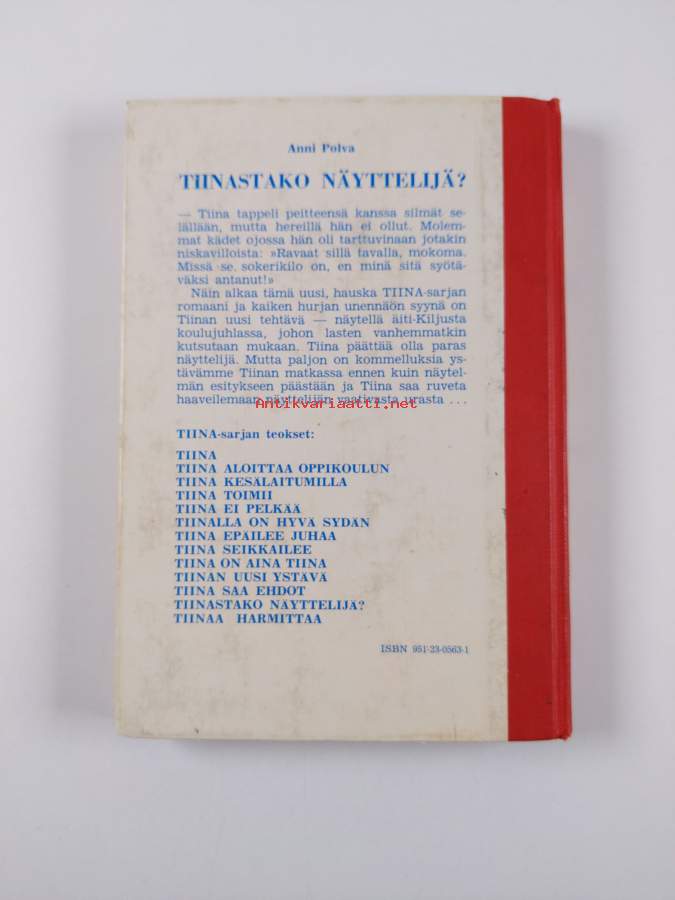 Anni Polva
TIINASTAKO NÄYTTELIJÄ?
— Tiina tappeli peitteensä kanssa silmät se-
lällään, mutta hereillä hän ei ollut. Molem-
mat kädet ojossa hän oli tarttuvinaan jotakin
niskavilloista: »Ravaat sillä tavalla, mokoma.
Missä se sokerikilo on, en minä sitä syötä-
väksi antanut!»
Näin alkaa tämä uusi, hauska TIINA-sarjan
romaani ja kaiken hurjan unennäön syynä on
Tiinan uusi tehtävä — näytellä äiti-Kiljusta
koulujuhlassa, johon lasten vanhemmatkin
kutsutaan mukaan. Tiina päättää olla paras
näyttelijä. Mutta paljon on kommelluksia ys-
tävämme Tiinan matkassa ennen kuin näytel-
män esitykseen päästään ja Tiina saa ruveta
haaveilemaan näyttelijän vaativasta urasta ...
Antikvariaatti.net
TIINA-sarjan teokset:
TIINA
TIINA ALOITTAA OPPIKOULUN
TIINA KESÄLAITUMILLA
TIINA TOIMII
TIINA EI PELKÄÄ
TIINALLA ON HYVÄ SYDÄN
TIINA EPÄILEE JUHAA
TIINA SEIKKAILEE
TIINA ON AINA TIINA
TIINAN UUSI YSTÄVÄ
TIINA SAA EHDOT
TIINASTAKO NÄYTTELIJÄ?
TIINAA HARMITTAA
ISBN 951-23-0563-1